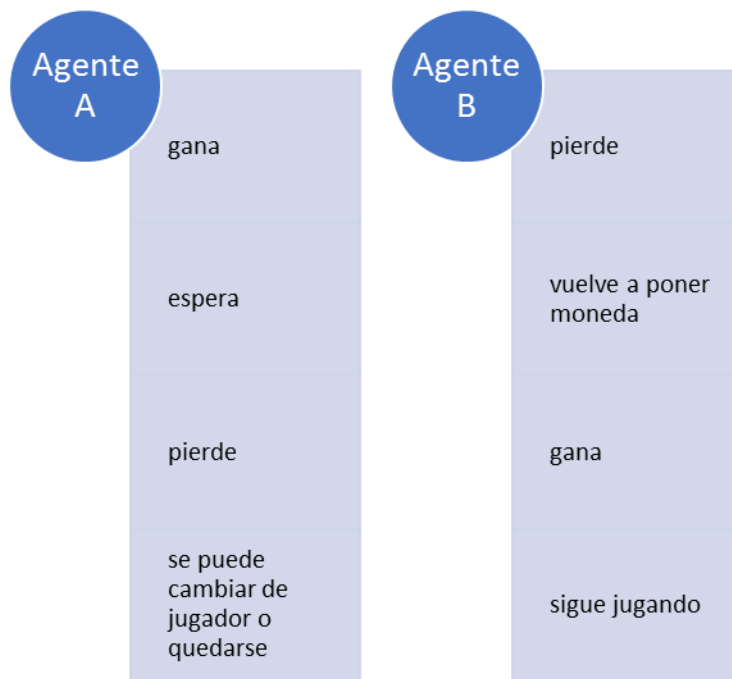 Agente
A
gana
espera
pierde
se puede
cambiar de
jugador o
quedarse
Agente
B
pierde
vuelve a poner
moneda
gana
sigue jugando